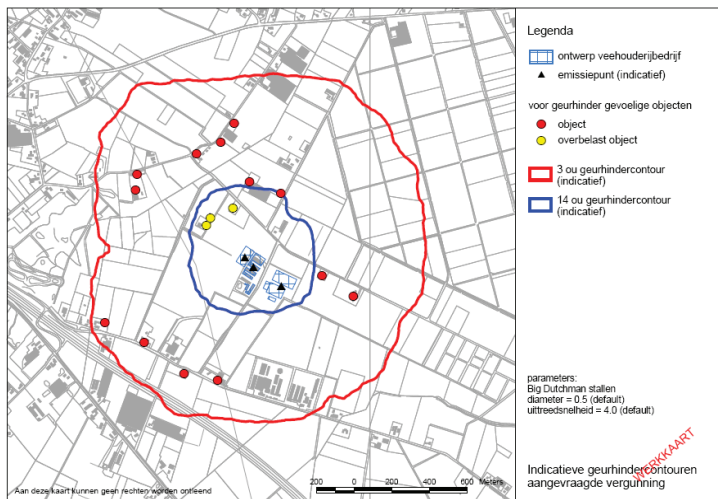 Legenda
ontwerp veehouderijbedrijf
emissiepunt (indicatief)
voor geurhinder gevoelige objecten
object
overbelast object
3 ou geurhindercontour
(indicatief)
14 ou geurhindercontour
(indicatief)
parameters:
Big Dutchman stallen
diameter = 0.5 (default)
uittreedsnelheid = 4.0 (default)
WERKKAART
Indicatieve geurhindercontouren
aangevraagde vergunning
Aan deze kaart kunnen geen rechten worden ontleend
200 0 200 400 600 Meters